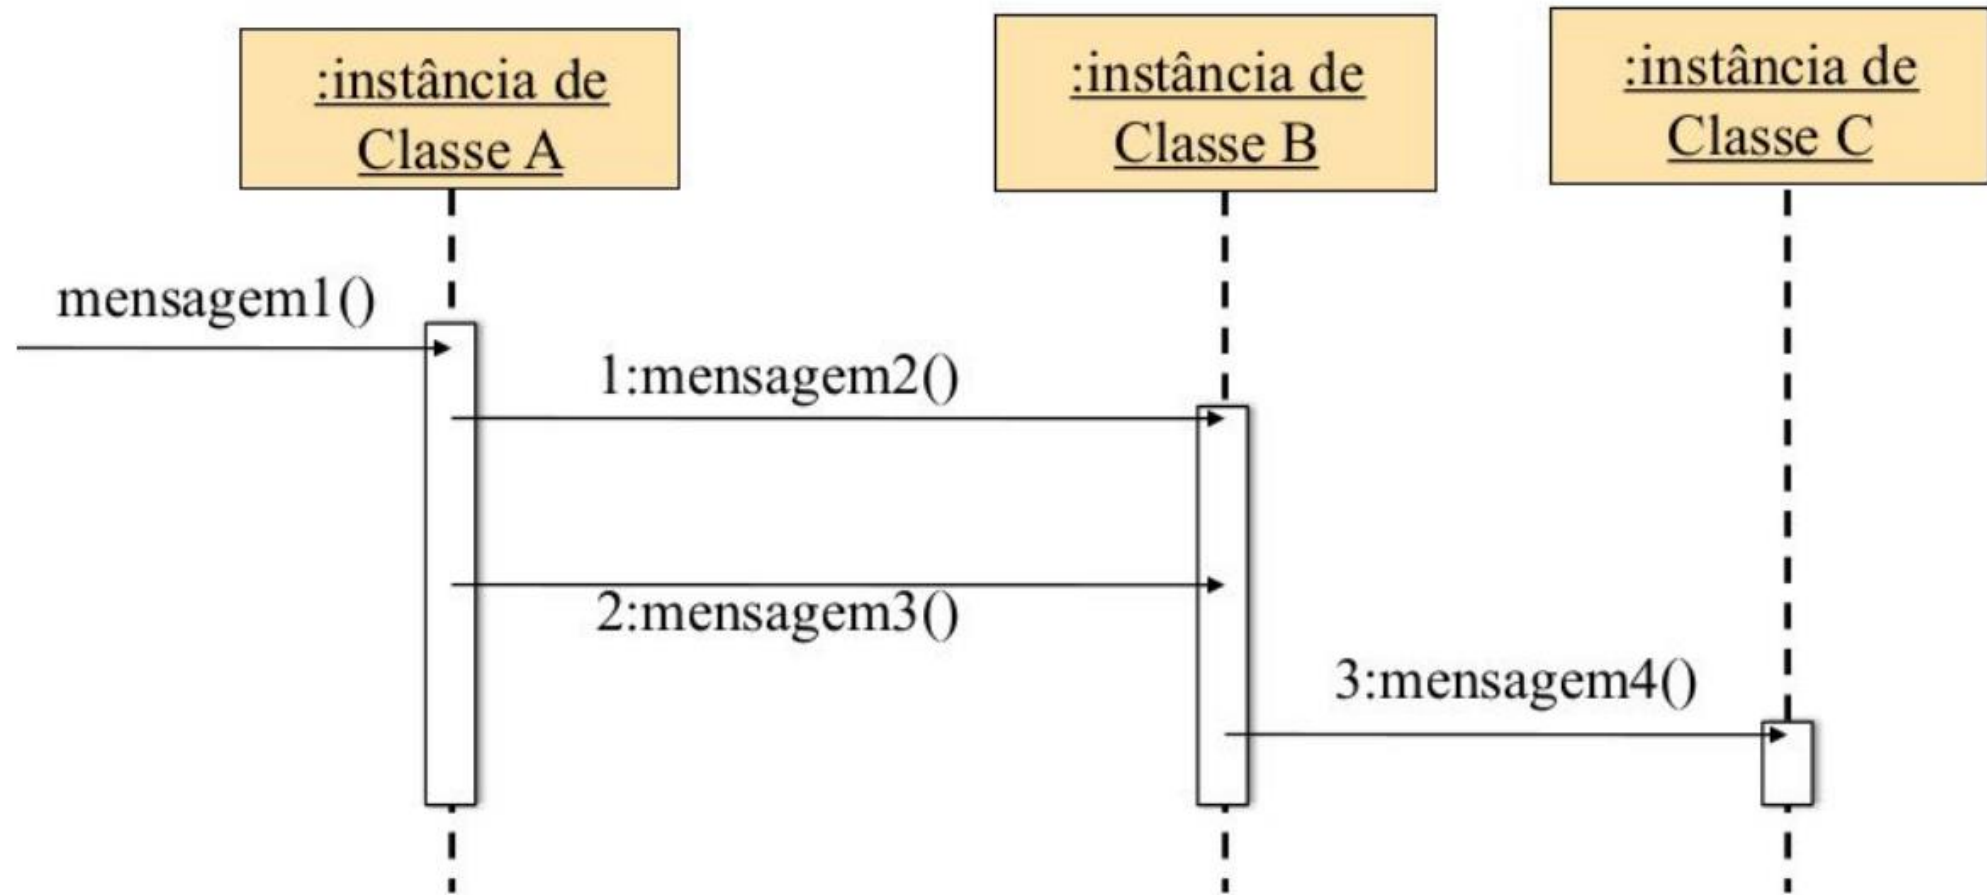 :instância de
Classe A
:instância de
Classe B
:instância de
Classe C
mensagem1()
1:mensagem2()
2:mensagem3()
3:mensagem4()